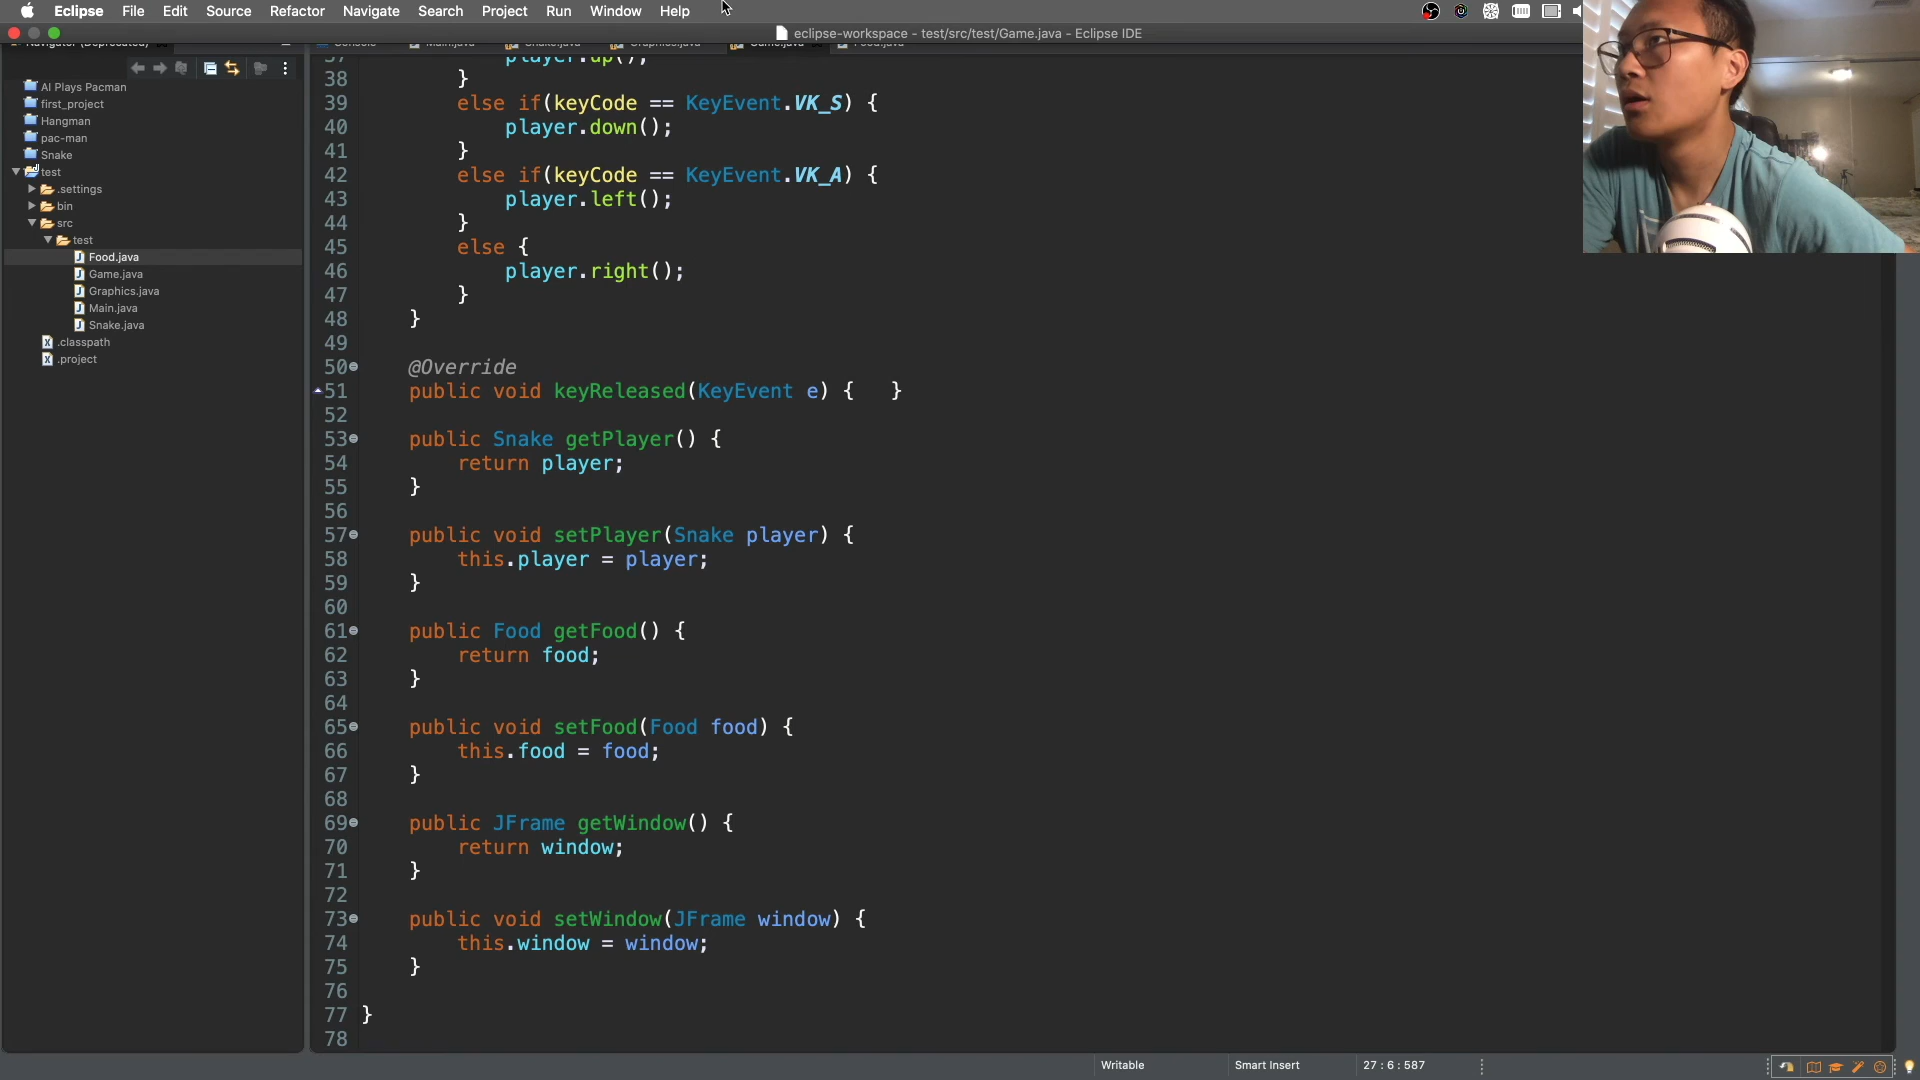 Eclipse File Edit Source Refactor Navigate Search Project Run Window Help
eclipse-workspace - test/src/test/Game.java - Eclipse IDE
AI Plays Pacman
first_project
Hangman
pac-man
Snake
test
.settings
bin
src
test
Food.java
Game.java
Graphics.java
Main.java
Snake.java
.classpath
.project
37 player.up();
38 }
39 else if(keyCode == KeyEvent.VK_S) {
40 player.down();
41 }
42 else if(keyCode == KeyEvent.VK_A) {
43 player.left();
44 }
45 else {
46 player.right();
47 }
48 }
49
50 @Override
51 public void keyReleased(KeyEvent e) { }
52
53 public Snake getPlayer() {
54 return player;
55 }
56
57 public void setPlayer(Snake player) {
58 this.player = player;
59 }
60
61 public Food getFood() {
62 return food;
63 }
64
65 public void setFood(Food food) {
66 this.food = food;
67 }
68
69 public JFrame getWindow() {
70 return window;
71 }
72
73 public void setWindow(JFrame window) {
74 this.window = window;
75 }
76
77 }
78
Writable Smart Insert 27 : 6 : 587